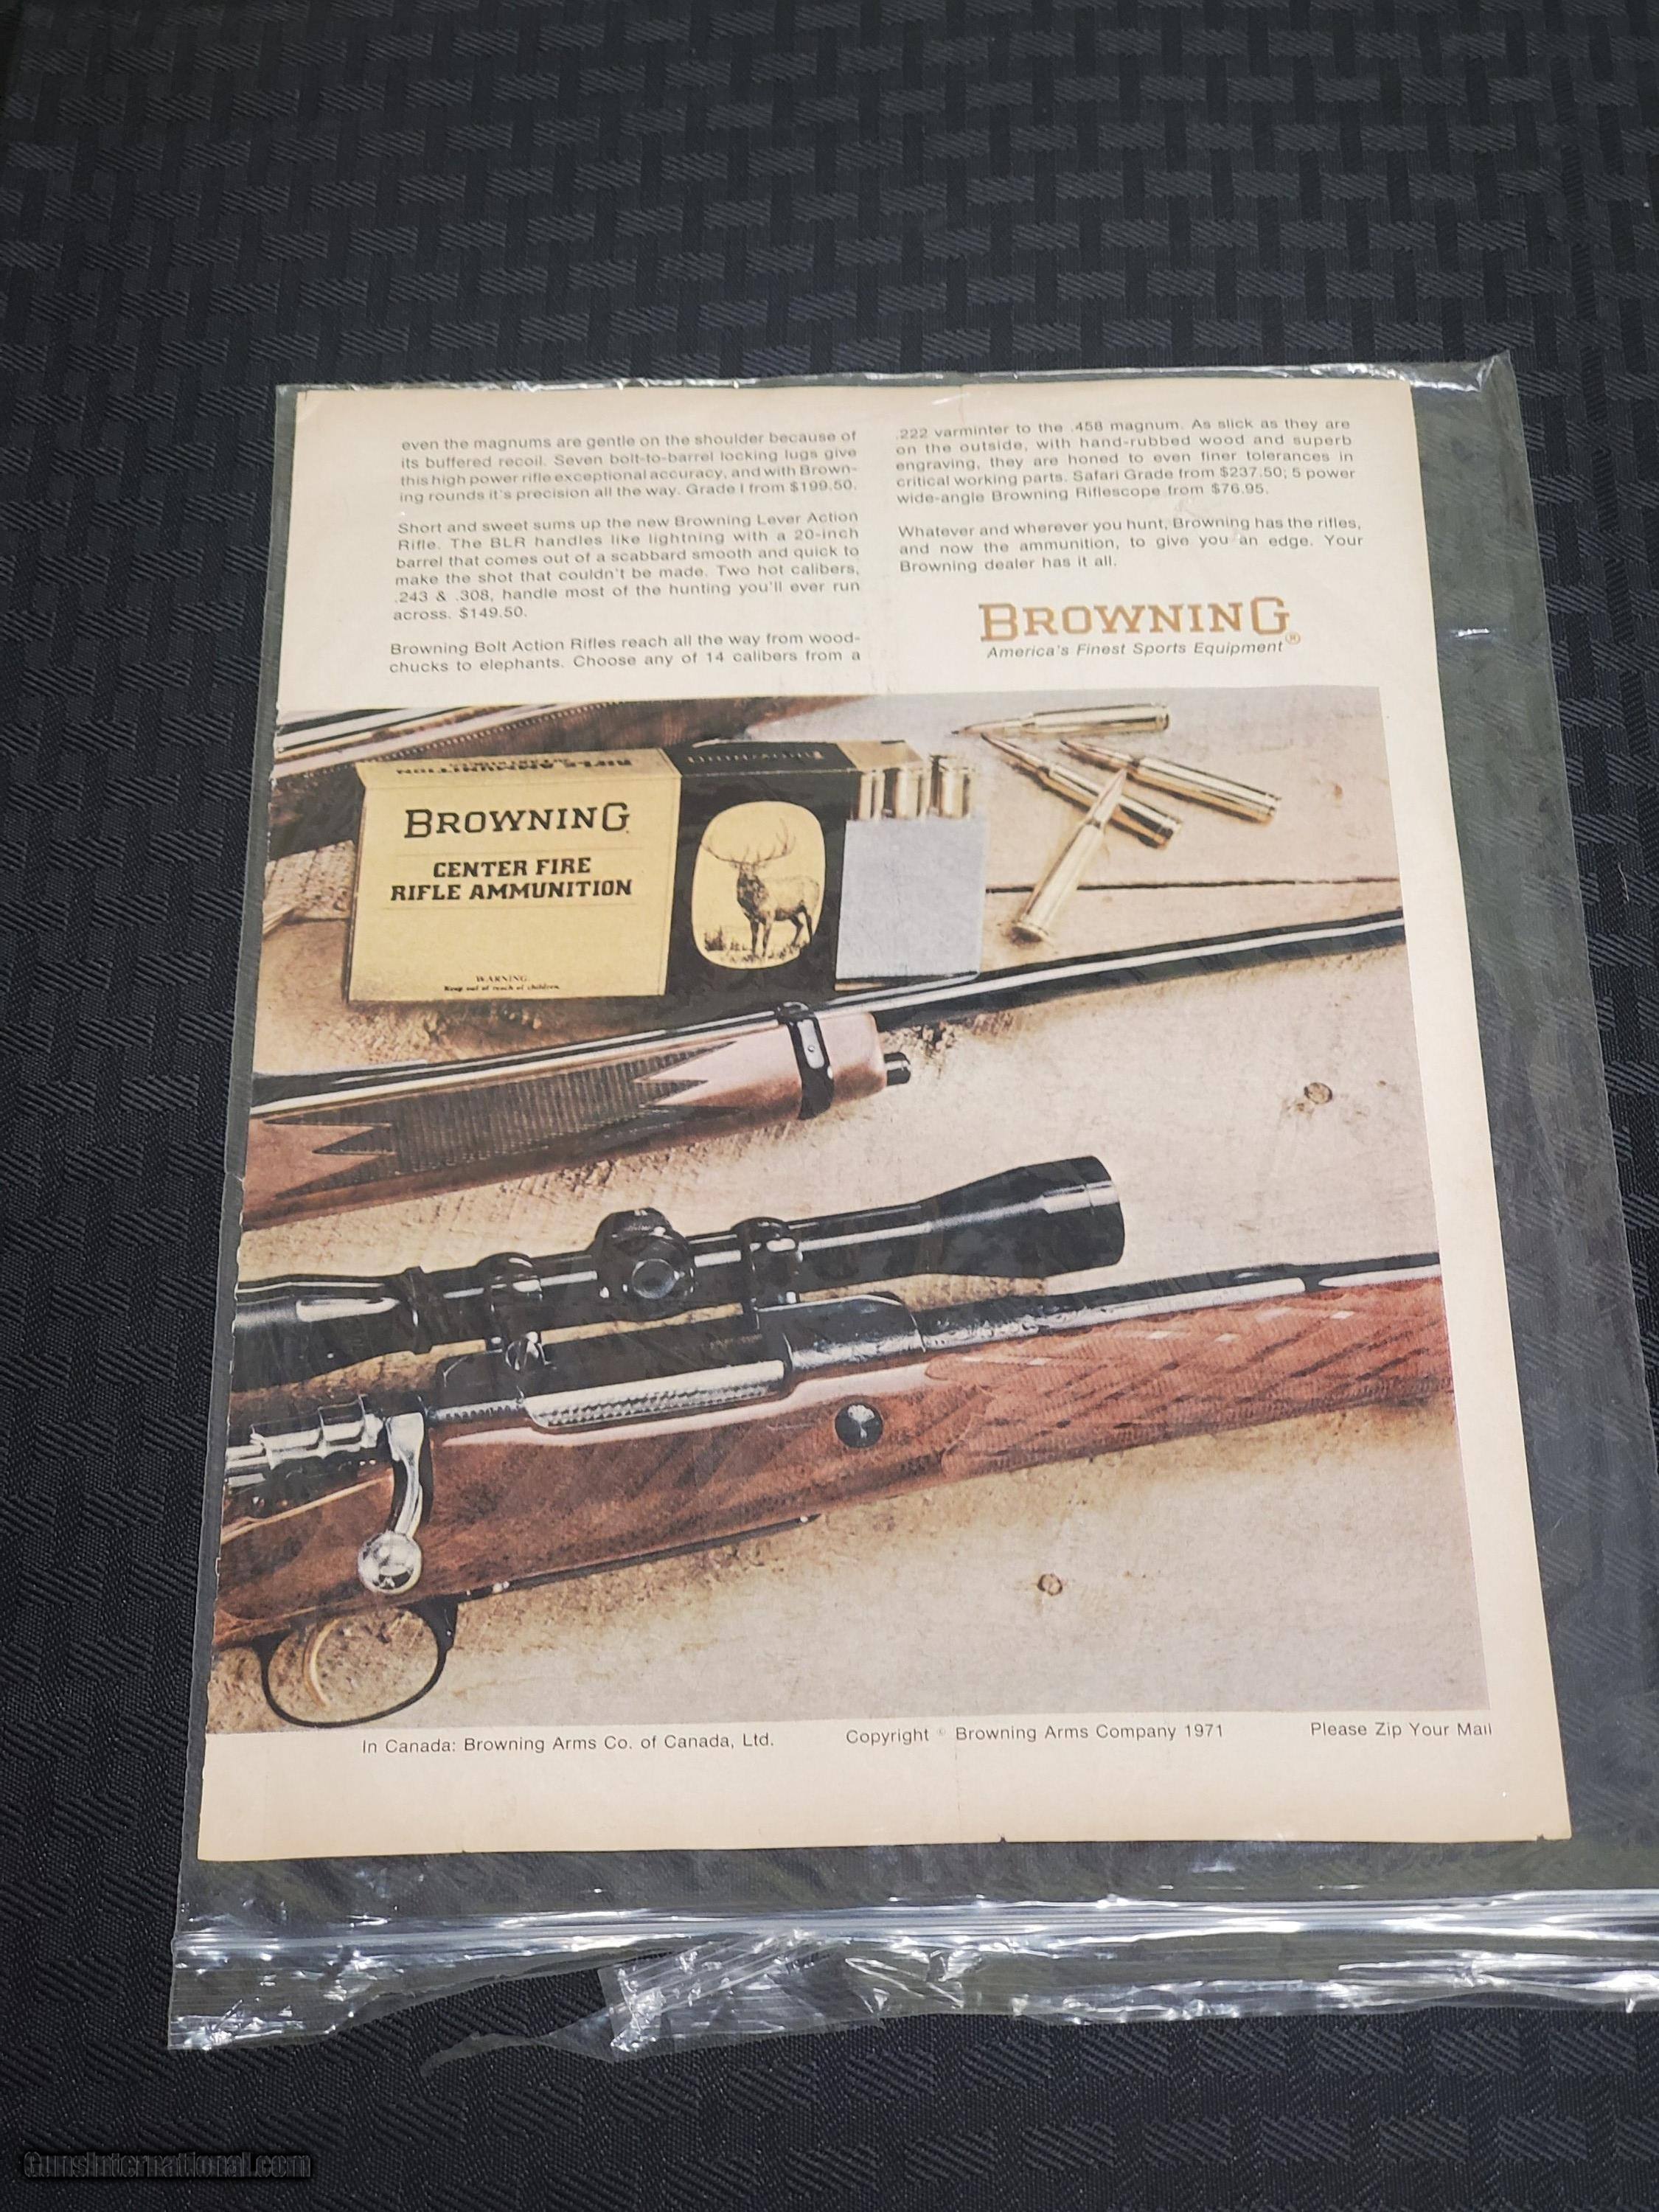 even the magnums are gentle on the shoulder because of
its buffered recoil. Seven bolt-to-barrel locking lugs give
this high power rifle exceptional accuracy, and with Brown-
ing rounds it's precision all the way. Grade I from $199.50.
Short and sweet sums up the new Browning Lever Action
Rifle. The BLR handles like lightning with a 20-inch
barrel that comes out of a scabbard smooth and quick to
make the shot that couldn't be made. Two hot calibers,
.243 & .308, handle most of the hunting you'll ever run
across. $149.50.
Browning Bolt Action Rifles reach all the way from wood-
chucks to elephants. Choose any of 14 calibers from a
.222 varminter to the .458 magnum. As slick as they are
on the outside, with hand-rubbed wood and superb
engraving, they are honed to even finer tolerances in
critical working parts. Safari Grade from $237.50; 5 power
wide-angle Browning Riflescope from $76.95.
Whatever and wherever you hunt, Browning has the rifles,
and now the ammunition, to give you an edge. Your
Browning dealer has it all.
BROWNING®
America's Finest Sports Equipment
RIFLE AMMUNITION
BROWNING
BROWNING
CENTER FIRE
RIFLE AMMUNITION
WARNING
Keep out of reach of children
In Canada: Browning Arms Co. of Canada, Ltd. Copyright © Browning Arms Company 1971 Please Zip Your Mail
GunsInternational.com